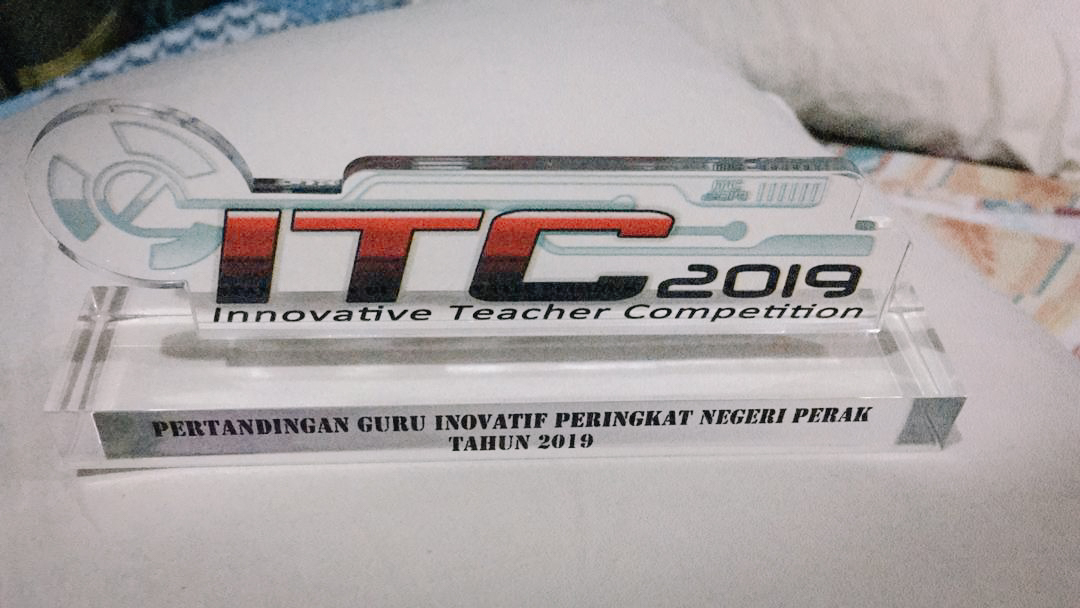 ITC 2019
Innovative Teacher Competition
PERTANDINGAN GURU INOVATIF PERINGKAT NEGERI PERAK
TAHUN 2019